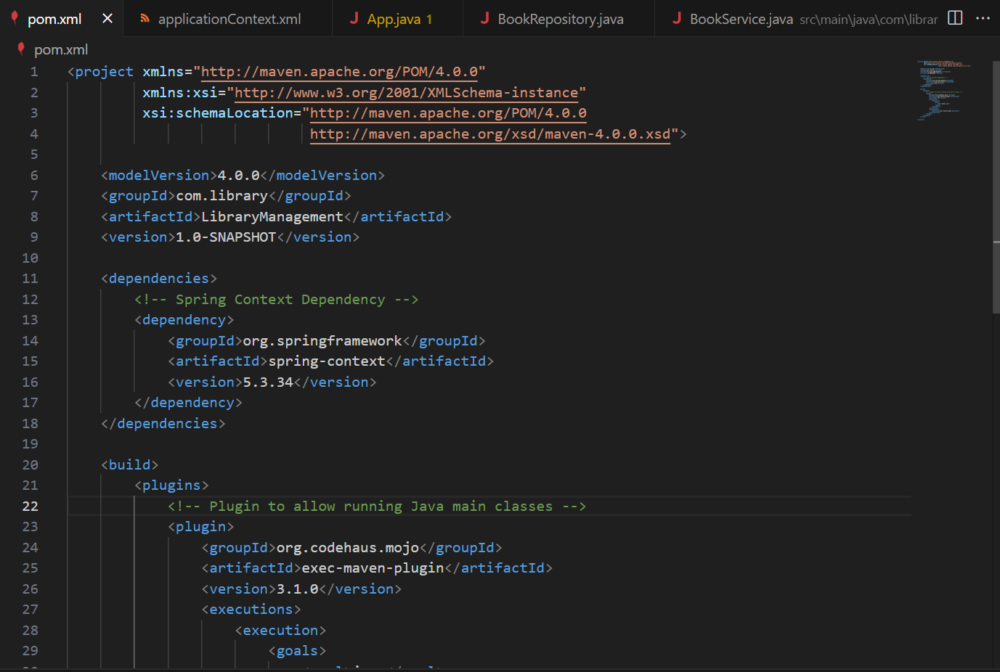 pom.xml
applicationContext.xml
App.java 1
BookRepository.java
BookService.java src\main\java\com\librar
pom.xml
1 <project xmlns="http://maven.apache.org/POM/4.0.0"
2 xmlns:xsi="http://www.w3.org/2001/XMLSchema-instance"
3 xsi:schemaLocation="http://maven.apache.org/POM/4.0.0
4 http://maven.apache.org/xsd/maven-4.0.0.xsd">
5
6 <modelVersion>4.0.0</modelVersion>
7 <groupId>com.library</groupId>
8 <artifactId>LibraryManagement</artifactId>
9 <version>1.0-SNAPSHOT</version>
10
11 <dependencies>
12 <!-- Spring Context Dependency -->
13 <dependency>
14 <groupId>org.springframework</groupId>
15 <artifactId>spring-context</artifactId>
16 <version>5.3.34</version>
17 </dependency>
18 </dependencies>
19
20 <build>
21 <plugins>
22 <!-- Plugin to allow running Java main classes -->
23 <plugin>
24 <groupId>org.codehaus.mojo</groupId>
25 <artifactId>exec-maven-plugin</artifactId>
26 <version>3.1.0</version>
27 <executions>
28 <execution>
29 <goals>